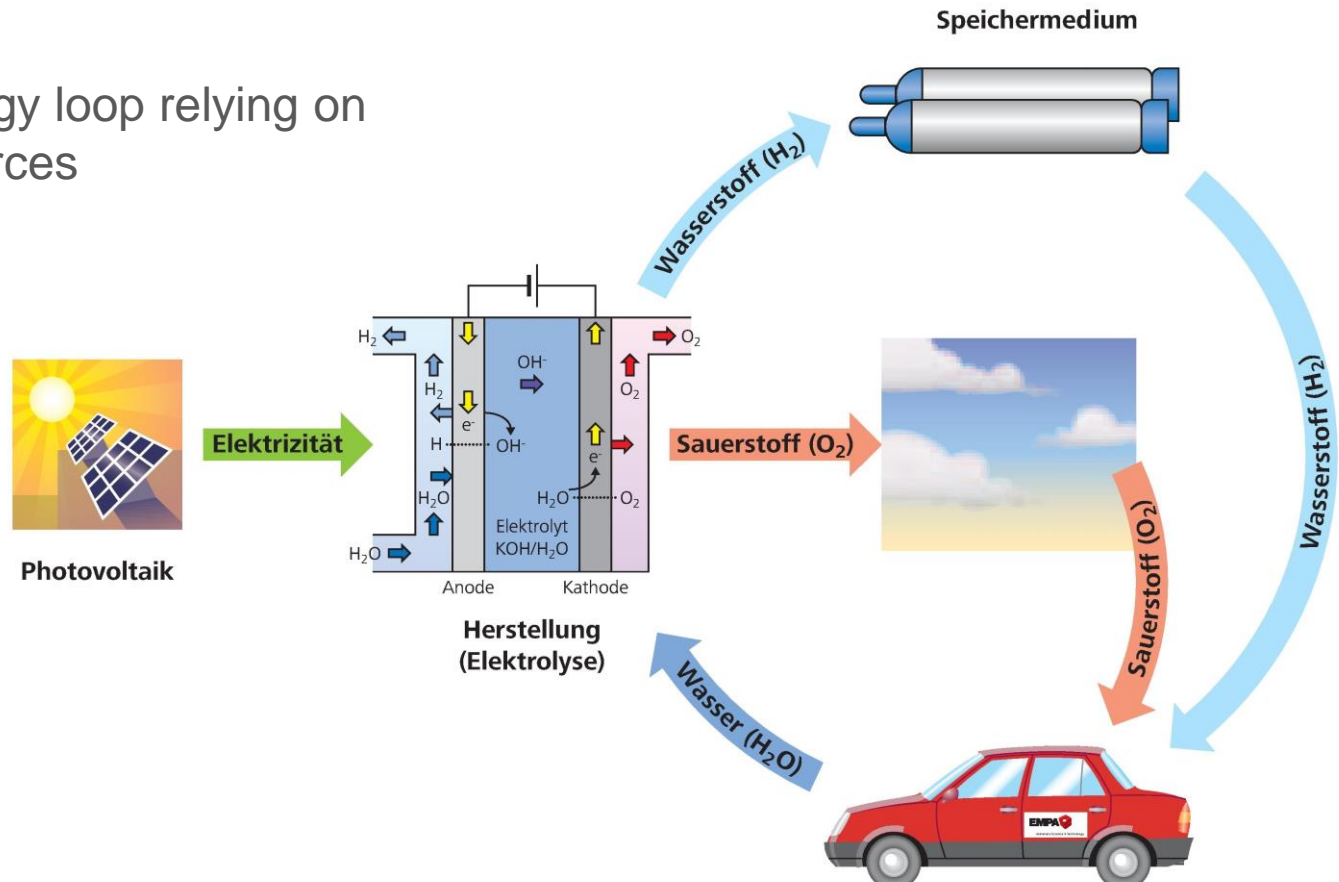 gy loop relying on
rces
Speichermedium
Wasserstoff (H₂)
Wasserstoff (H₂)
Photovoltaik
Elektrizität
H₂
H₂
e⁻
H
OH⁻
OH⁻
H₂O
H₂O
Elektrolyt
KOH/H₂O
H₂O
O₂
e⁻
O₂
O₂
Anode
Kathode
Herstellung
(Elektrolyse)
Sauerstoff (O₂)
Sauerstoff (O₂)
Wasser (H₂O)
EMPA